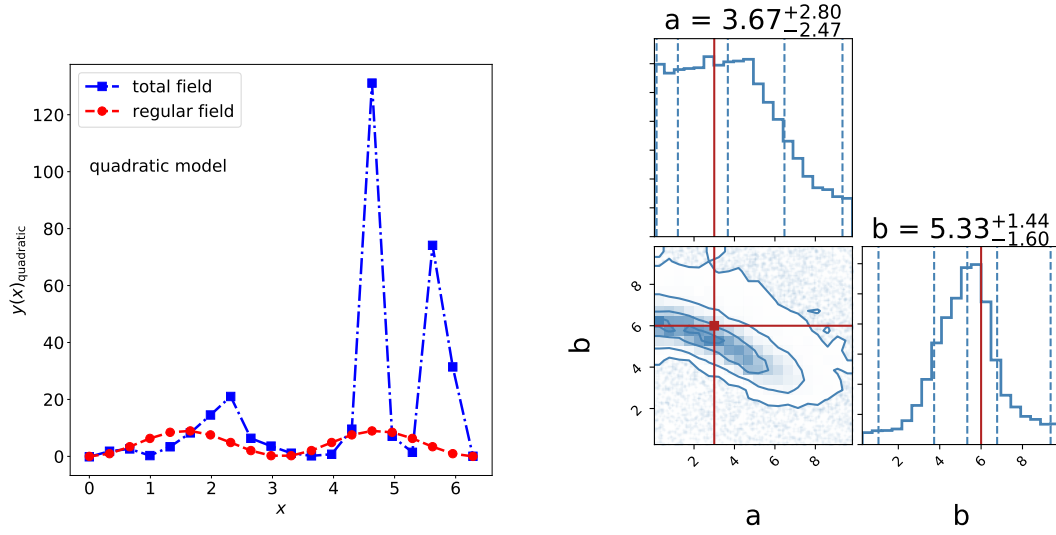 total field
regular field
quadratic model
y(x)quadratic
0 20 40 60 80 100 120
0 1 2 3 4 5 6
x
a = 3.67+2.80−2.47
b = 5.33+1.44−1.60
b
2 4 6 8
2 4 6 8
2 4 6 8
a
b